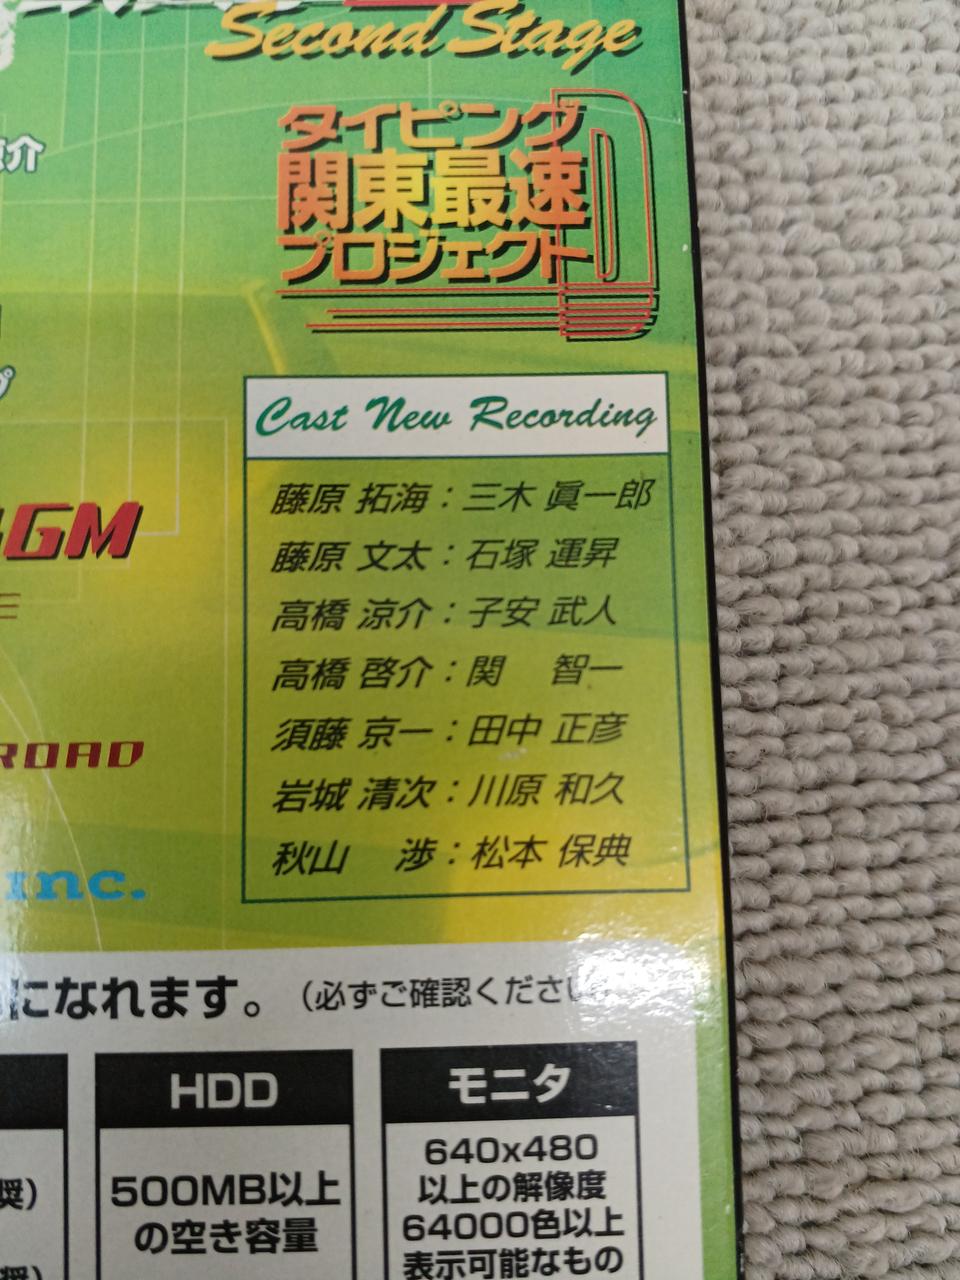 Second Stage
タイピング
関東最速
プロジェクトD
介
プ
GM
Cast New Recording
藤原 拓海：三木 眞一郎
藤原 文太：石塚 運昇
高橋 涼介：子安 武人
高橋 啓介：関 智一
須藤 京一：田中 正彦
岩城 清次：川原 和久
秋山 渉：松本 保典
ROAD
inc.
になれます。（必ずご確認ください
HDD
モニタ
500MB以上
の空き容量
640x480
以上の解像度
64000色以上
表示可能なもの
奨）
奨）